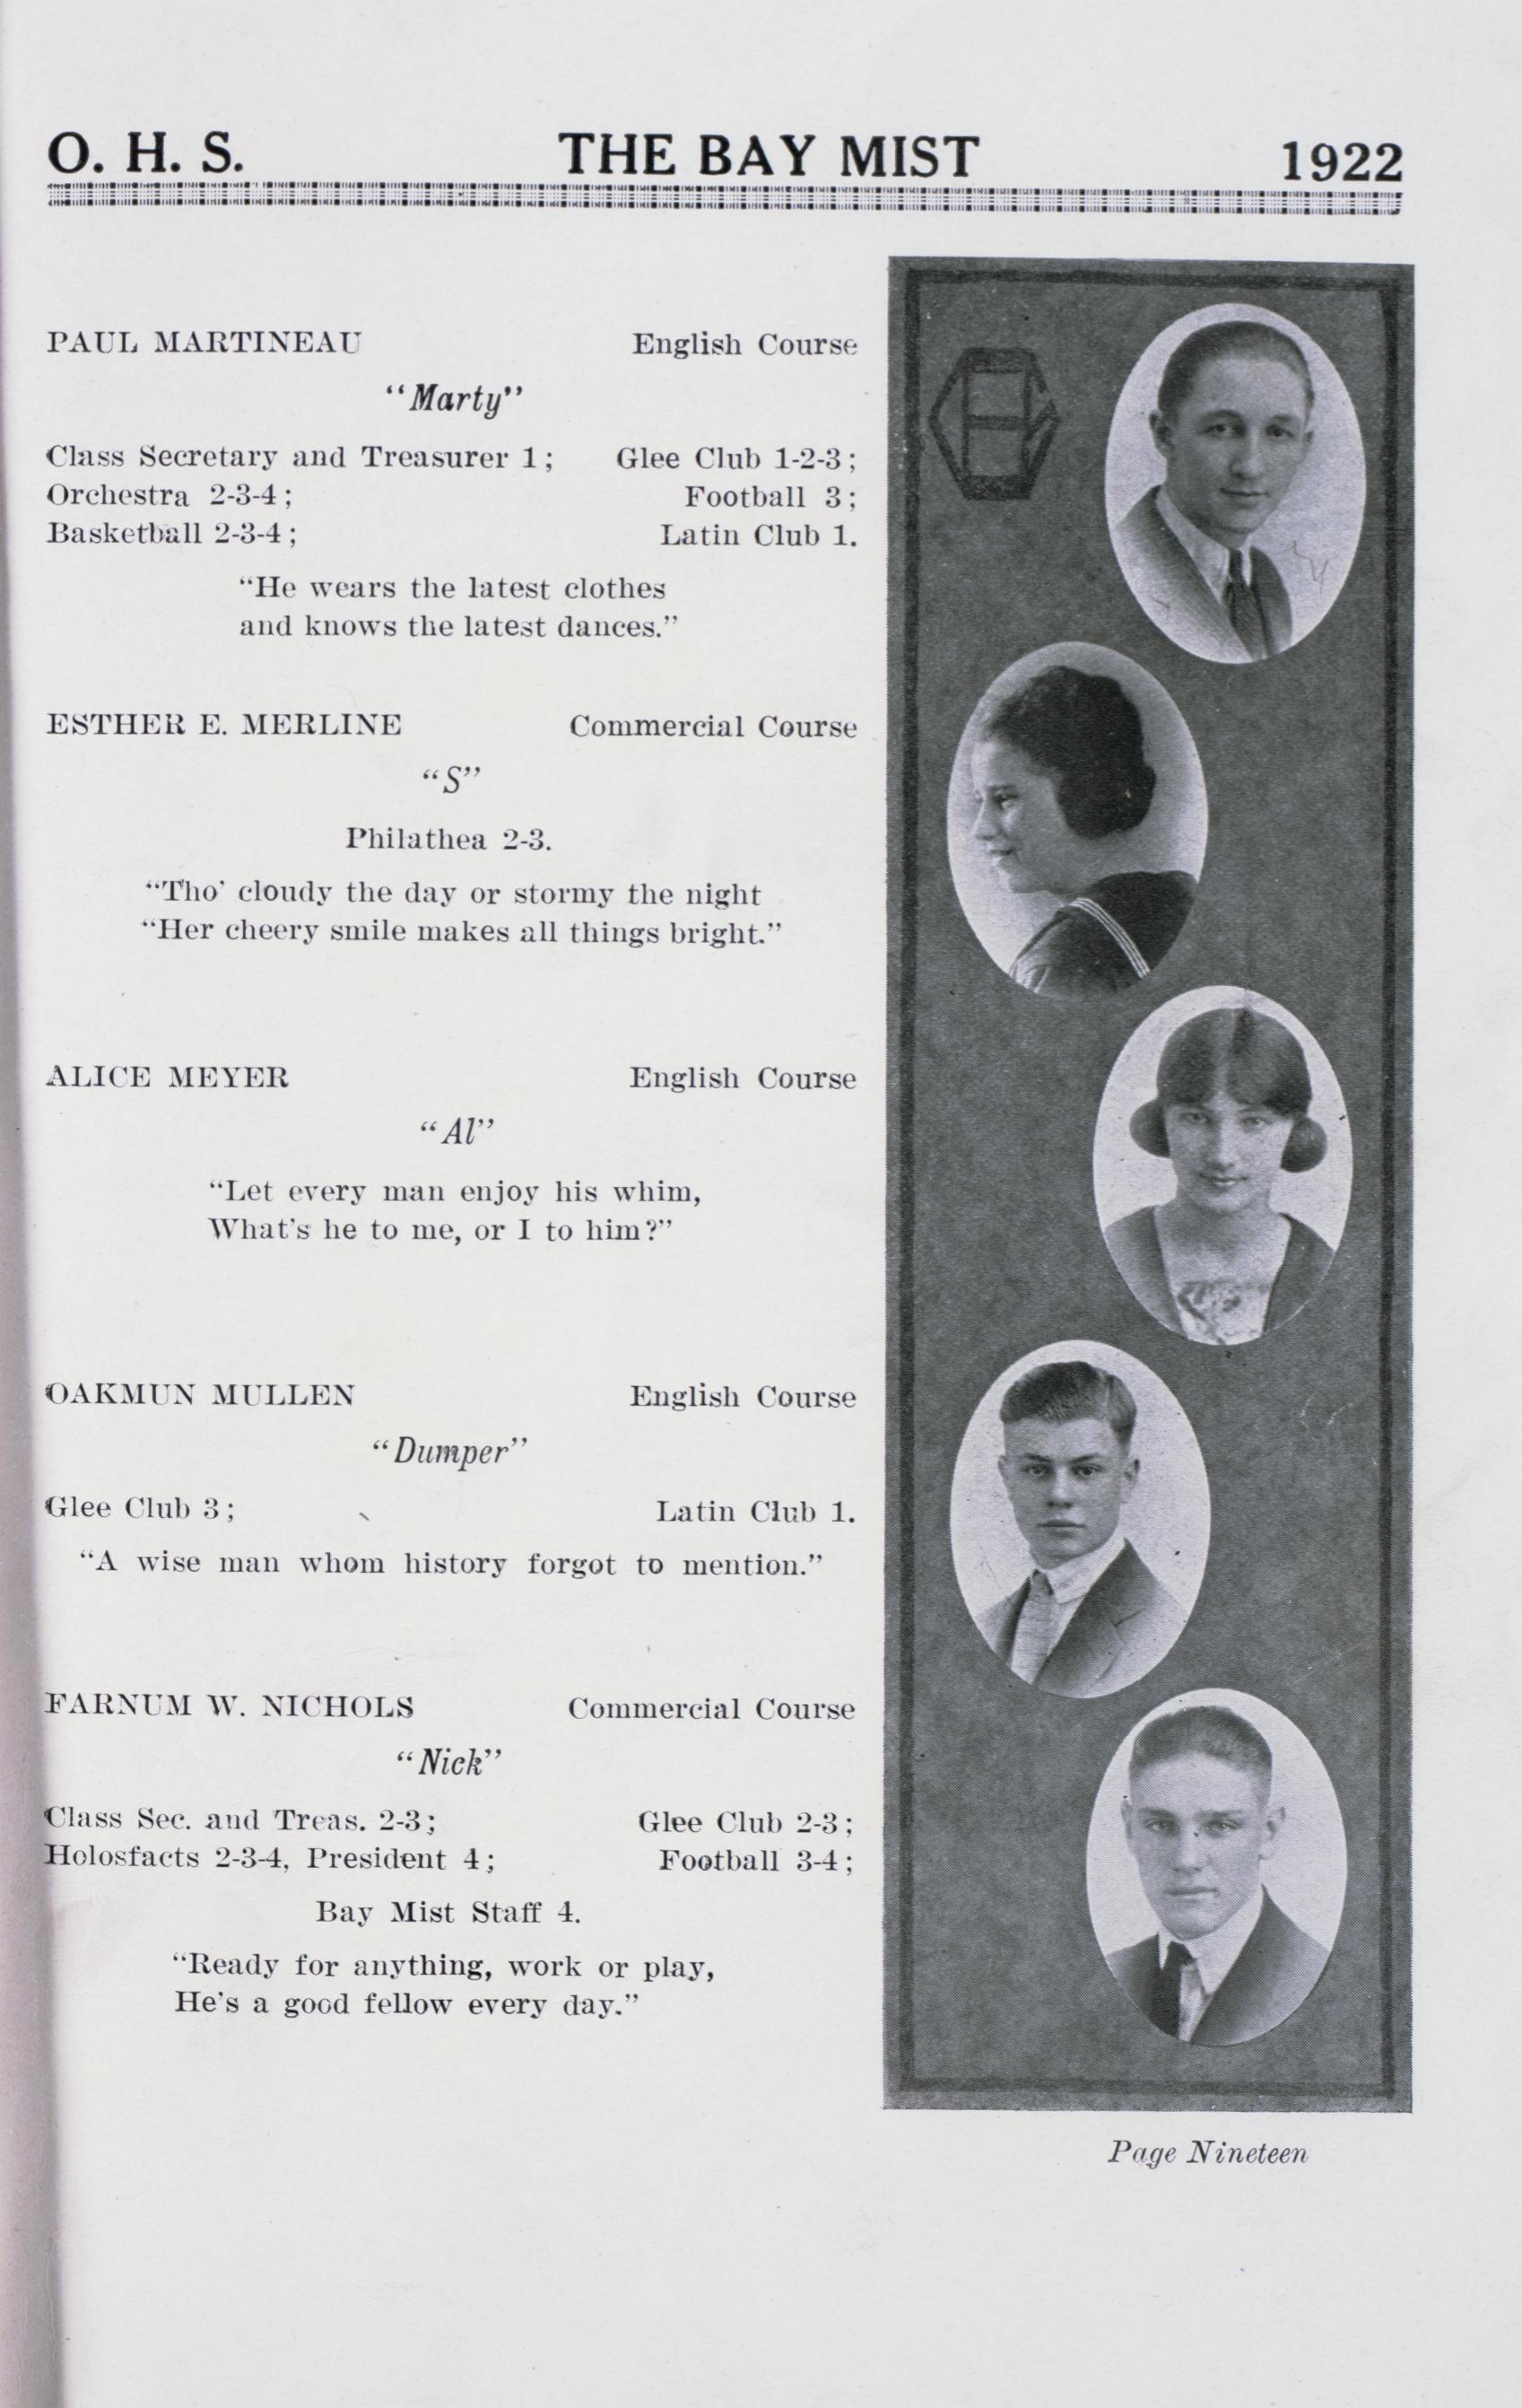 O. H. S. THE BAY MIST 1922
PAUL MARTINEAU English Course
"Marty"
Class Secretary and Treasurer 1; Glee Club 1-2-3;
Orchestra 2-3-4; Football 3;
Basketball 2-3-4; Latin Club 1.
"He wears the latest clothes
and knows the latest dances."
ESTHER E. MERLINE Commercial Course
"S"
Philathea 2-3.
"Tho' cloudy the day or stormy the night
"Her cheery smile makes all things bright."
ALICE MEYER English Course
"Al"
"Let every man enjoy his whim,
What's he to me, or I to him?"
OAKMUN MULLEN English Course
"Dumper"
Glee Club 3; Latin Club 1.
"A wise man whom history forgot to mention."
FARNUM W. NICHOLS Commercial Course
"Nick"
Class Sec. and Treas. 2-3; Glee Club 2-3;
Holosfacts 2-3-4, President 4; Football 3-4;
Bay Mist Staff 4.
"Ready for anything, work or play,
He's a good fellow every day."
Page Nineteen